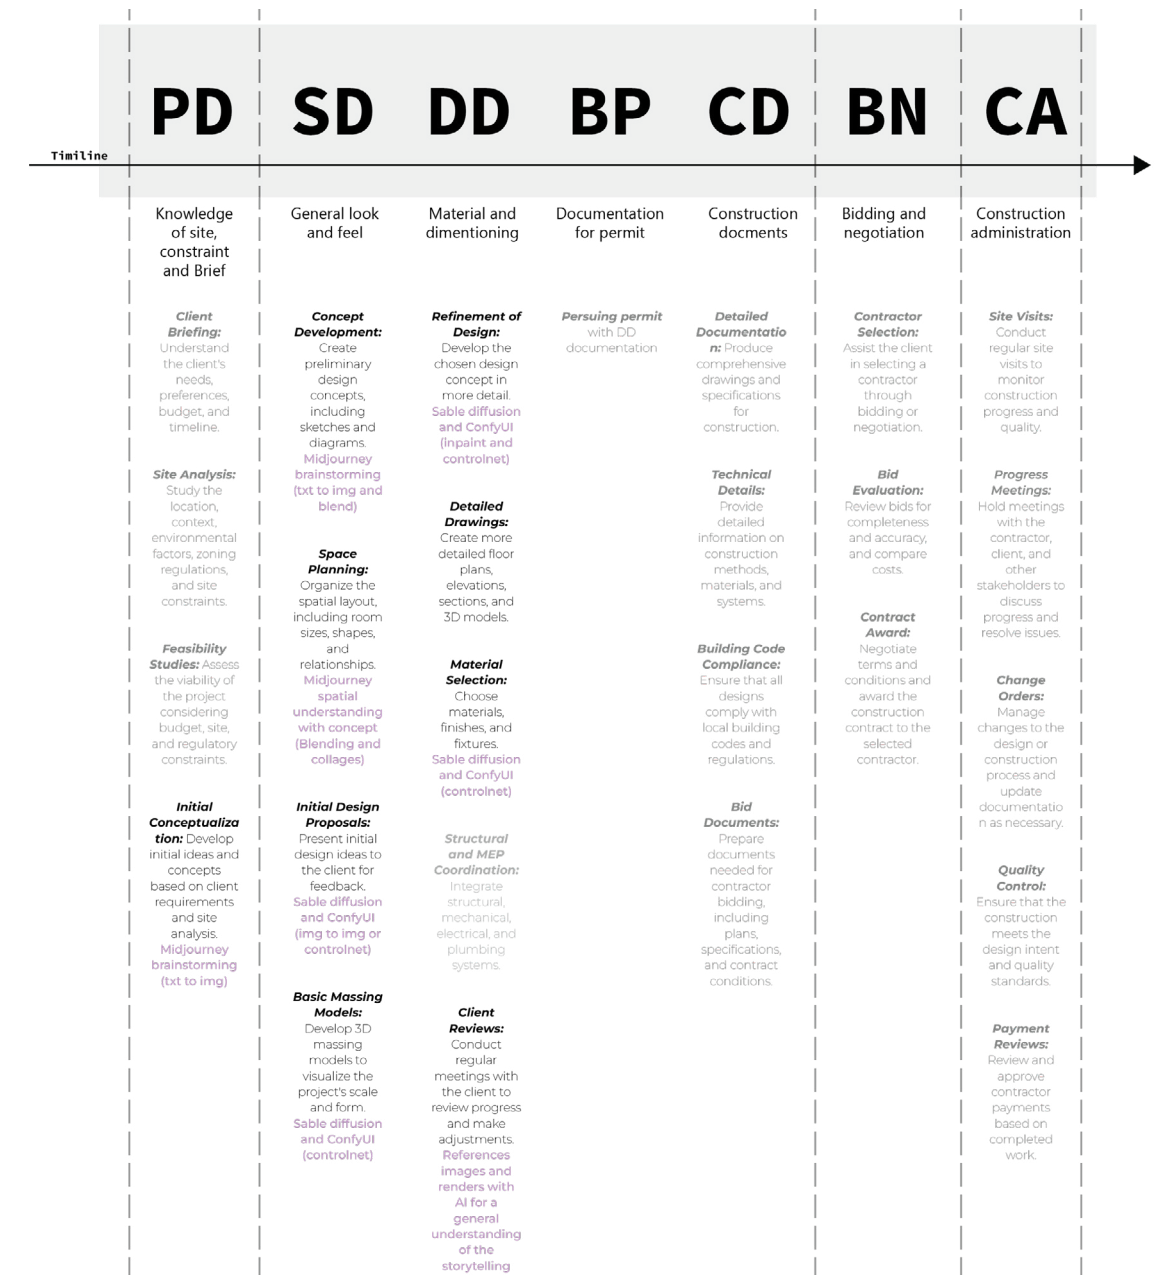 PD
SD
DD
BP
CD
BN
CA
Timiline
Knowledge
of site,
constraint
and Brief
General look
and feel
Material and
dimentioning
Documentation
for permit
Construction
docments
Bidding and
negotiation
Construction
administration
Client
Briefing:
Understand
the client's
needs,
preferences,
budget, and
timeline.
Site Analysis:
Study the
location,
context,
environmental
factors, zoning
regulations,
and site
constraints.
Feasibility
Studies: Assess
the viability of
the project
considering
budget, site,
and regulatory
constraints.
Initial
Conceptualiza
tion: Develop
initial ideas and
concepts
based on client
requirements
and site
analysis.
Midjourney
brainstorming
(txt to img)
Concept
Development:
Create
preliminary
design
concepts,
including
sketches and
diagrams.
Midjourney
brainstorming
(txt to img and
blend)
Space
Planning:
Organize the
spatial layout,
including room
sizes, shapes,
and
relationships.
Midjourney
spatial
understanding
with concept
(Blending and
collages)
Initial Design
Proposals:
Present initial
design ideas to
the client for
feedback.
Sable diffusion
and ConfyUI
(img to img or
controlnet)
Basic Massing
Models:
Develop 3D
massing
models to
visualize the
project's scale
and form.
Sable diffusion
and ConfyUI
(controlnet)
Refinement of
Design:
Develop the
chosen design
concept in
more detail.
Sable diffusion
and ConfyUI
(inpaint and
controlnet)
Detailed
Drawings:
Create more
detailed floor
plans,
elevations,
sections, and
3D models.
Material
Selection:
Choose
materials,
finishes, and
fixtures.
Sable diffusion
and ConfyUI
(controlnet)
Structural
and MEP
Coordination:
Integrate
structural,
mechanical,
electrical, and
plumbing
systems.
Client
Reviews:
Conduct
regular
meetings with
the client to
review progress
and make
adjustments.
References
images and
renders with
AI for a
general
understanding
of the
storytelling
Persuing permit
with DD
documentation
Detailed
Documentatio
n: Produce
comprehensive
drawings and
specifications
for
construction.
Technical
Details:
Provide
detailed
information on
construction
methods,
materials, and
systems.
Building Code
Compliance:
Ensure that all
designs
comply with
local building
codes and
regulations.
Bid
Documents:
Prepare
documents
needed for
contractor
bidding,
including
plans,
specifications,
and contract
conditions.
Contractor
Selection:
Assist the client
in selecting a
contractor
through
bidding or
negotiation.
Bid
Evaluation:
Review bids for
completeness
and accuracy,
and compare
costs.
Contract
Award:
Negotiate
terms and
conditions and
award the
construction
contract to the
selected
contractor.
Site Visits:
Conduct
regular site
visits to
monitor
construction
progress and
quality.
Progress
Meetings:
Hold meetings
with the
contractor,
client, and
other
stakeholders to
discuss
progress and
resolve issues.
Change
Orders:
Manage
changes to the
design or
construction
process and
update
documentatio
n as necessary.
Quality
Control:
Ensure that the
construction
meets the
design intent
and quality
standards.
Payment
Reviews:
Review and
approve
contractor
payments
based on
completed
work.